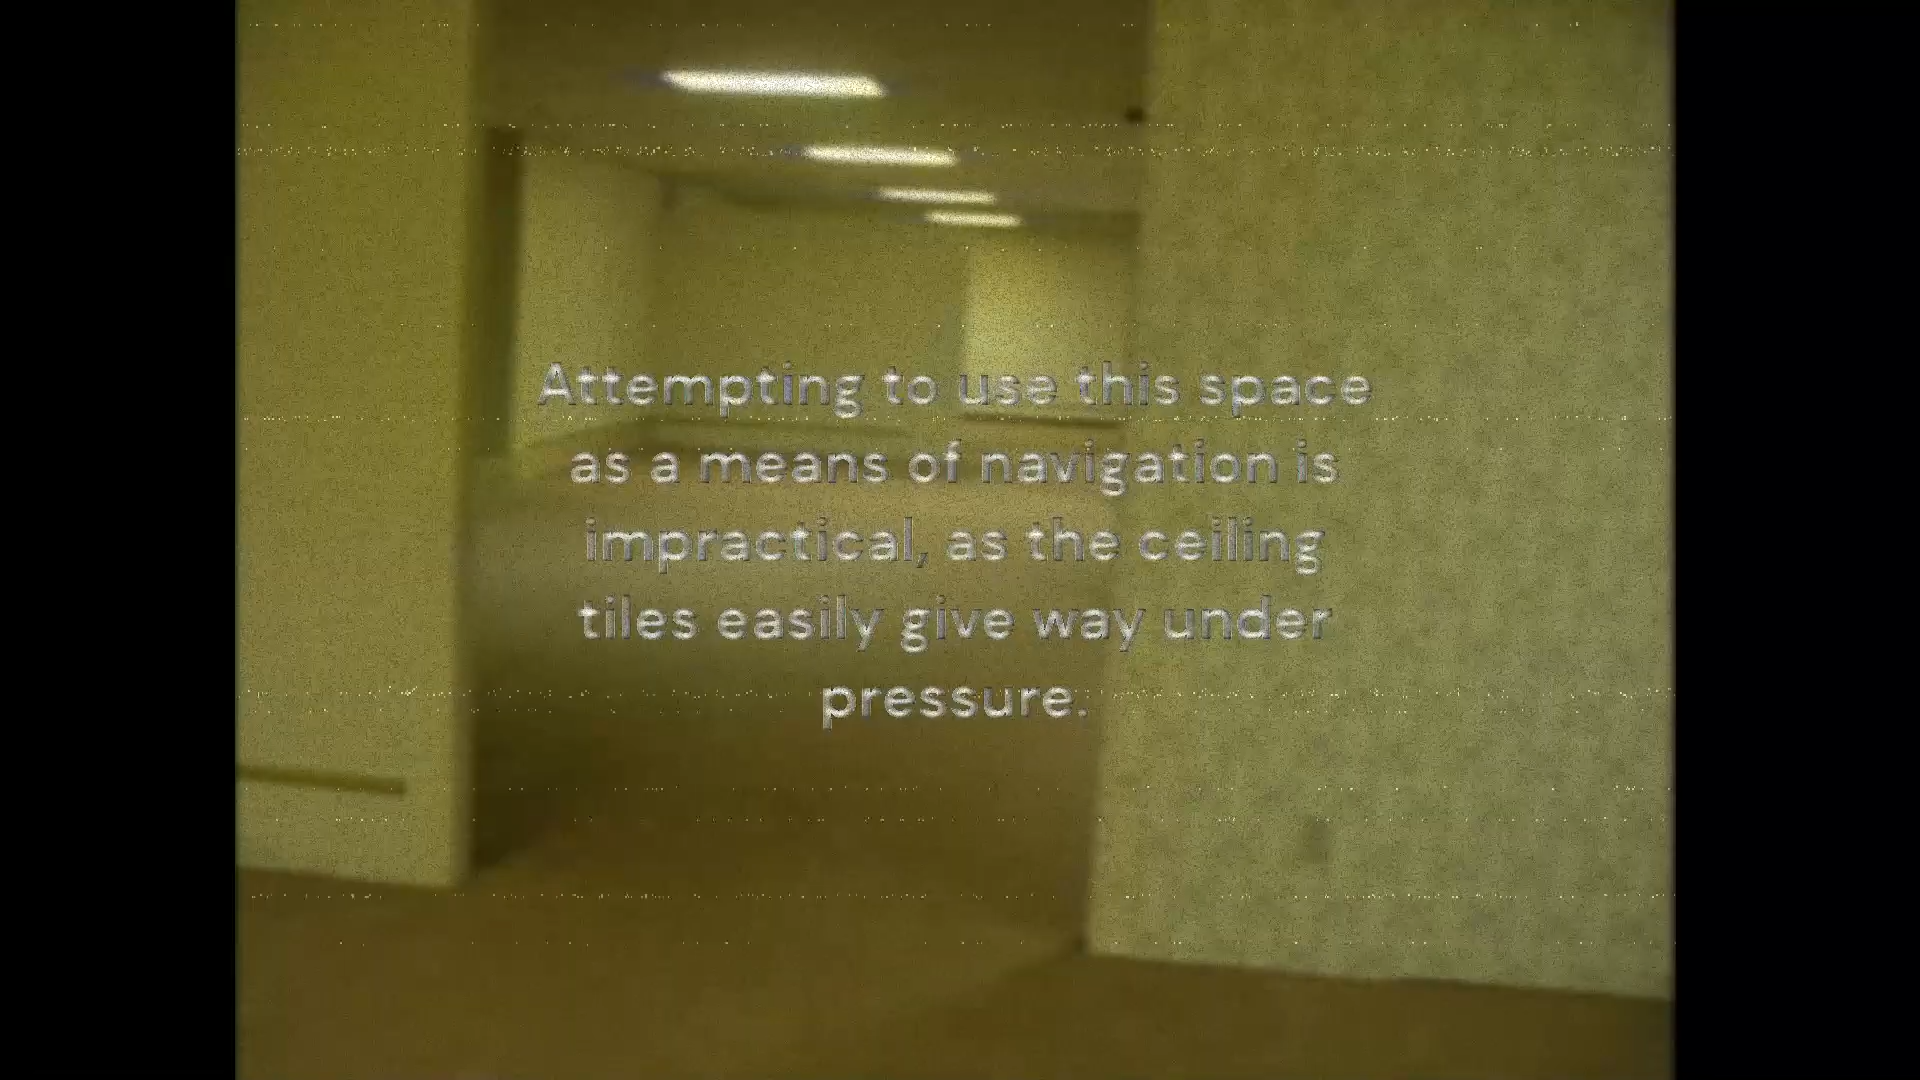 Attempting to use this space
as a means of navigation is
impractical, as the ceiling
tiles easily give way under
pressure.